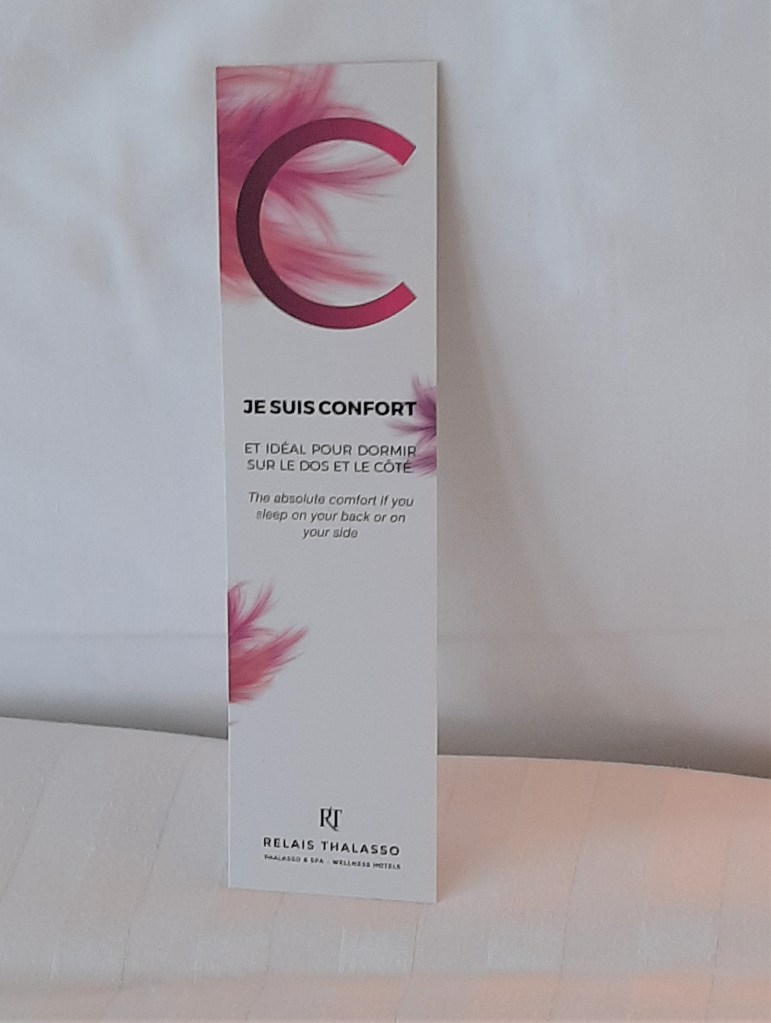 C
JE SUIS CONFORT
ET IDÉAL POUR DORMIR
SUR LE DOS ET LE CÔTÉ
The absolute comfort if you
sleep on your back or on
your side
RT
RELAIS THALASSO
THALASSO & SPA - WELLNESS HOTELS